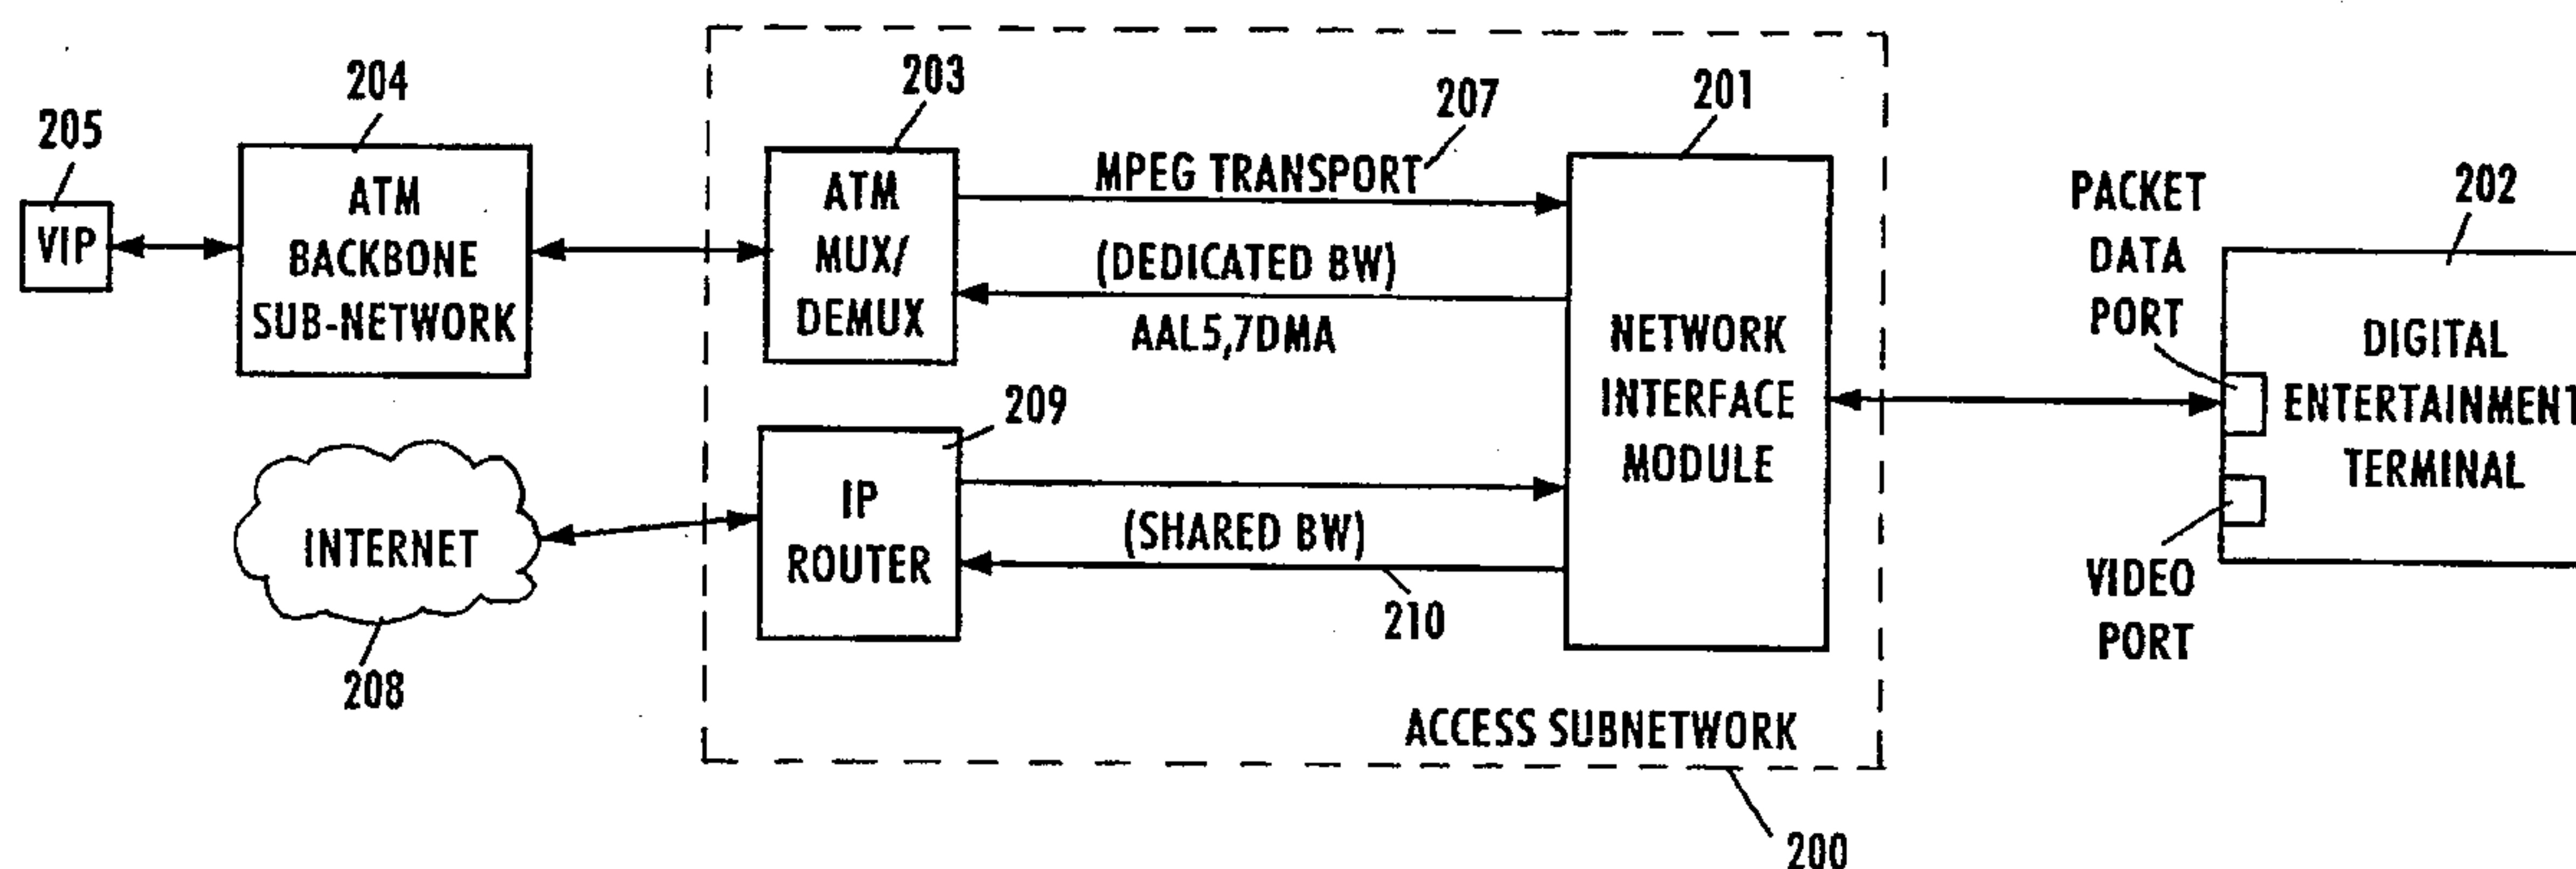 205
VIP
204
ATM
BACKBONE
SUB-NETWORK
203
ATM
MUX/
DEMUX
MPEG TRANSPORT
207
(DEDICATED BW)
AAL5,7DMA
201
NETWORK
INTERFACE
MODULE
209
IP
ROUTER
(SHARED BW)
210
INTERNET
208
ACCESS SUBNETWORK
200
PACKET
DATA
PORT
202
DIGITAL
ENTERTAINMENT
TERMINAL
VIDEO
PORT